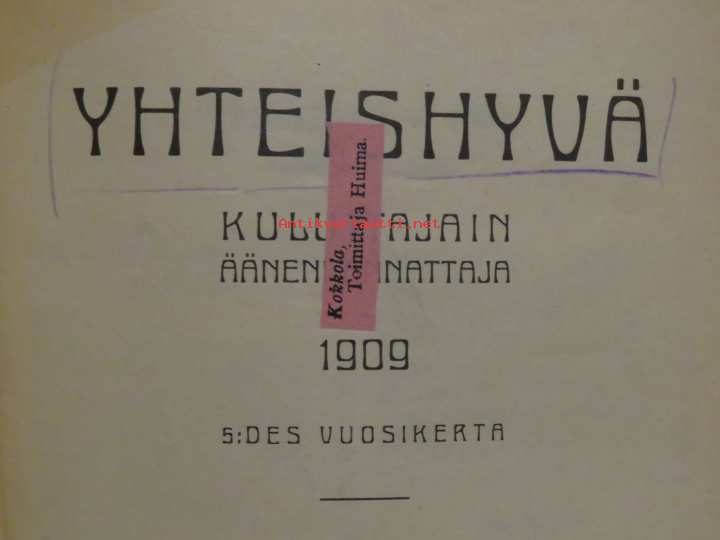 YHTEISHYVÄ
KULU TAJAIN
ÄÄNEN NATTAJA
Kokkola,
Toimittaja Huima.
1909
5:DES VUOSIKERTA